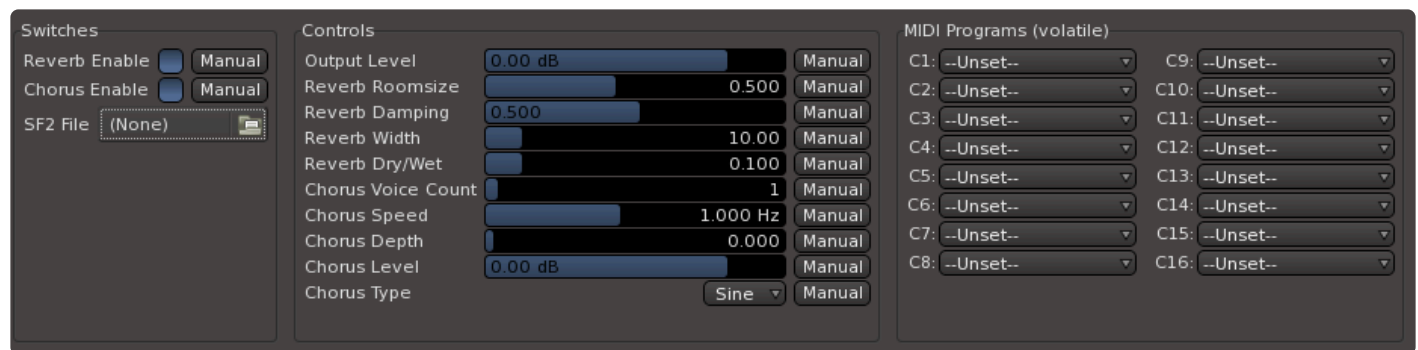 Switches
Reverb Enable Manual
Chorus Enable Manual
SF2 File (None)
Controls
Output Level 0.00 dB Manual
Reverb Roomsize 0.500 Manual
Reverb Damping 0.500 Manual
Reverb Width 10.00 Manual
Reverb Dry/Wet 0.100 Manual
Chorus Voice Count 1 Manual
Chorus Speed 1.000 Hz Manual
Chorus Depth 0.000 Manual
Chorus Level 0.00 dB Manual
Chorus Type Sine Manual
MIDI Programs (volatile)
C1: --Unset-- C9: --Unset--
C2: --Unset-- C10: --Unset--
C3: --Unset-- C11: --Unset--
C4: --Unset-- C12: --Unset--
C5: --Unset-- C13: --Unset--
C6: --Unset-- C14: --Unset--
C7: --Unset-- C15: --Unset--
C8: --Unset-- C16: --Unset--